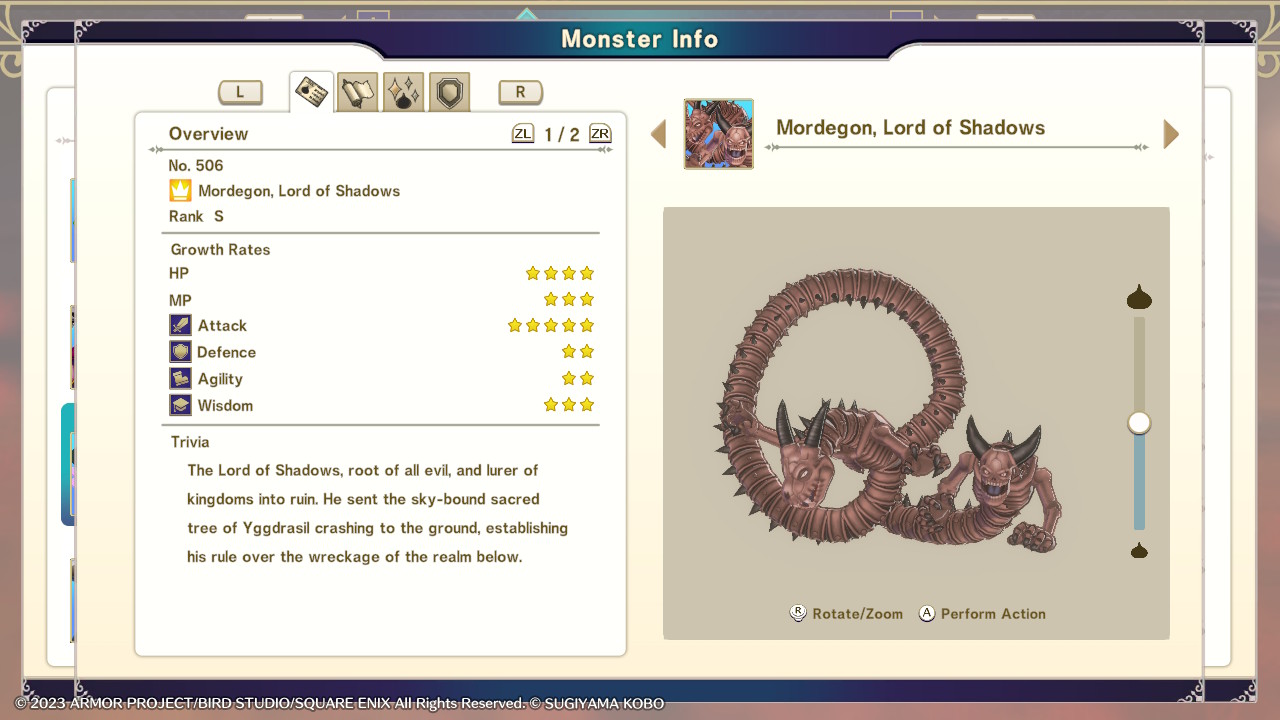 Monster Info
L
R
Overview
ZL 1 / 2 ZR
No. 506
Mordegon, Lord of Shadows
Rank S
Growth Rates
HP
MP
Attack
Defence
Agility
Wisdom
Trivia
The Lord of Shadows, root of all evil, and lurer of
kingdoms into ruin. He sent the sky-bound sacred
tree of Yggdrasil crashing to the ground, establishing
his rule over the wreckage of the realm below.
Mordegon, Lord of Shadows
R Rotate/Zoom A Perform Action
© 2023 ARMOR PROJECT/BIRD STUDIO/SQUARE ENIX All Rights Reserved. © SUGIYAMA KOBO